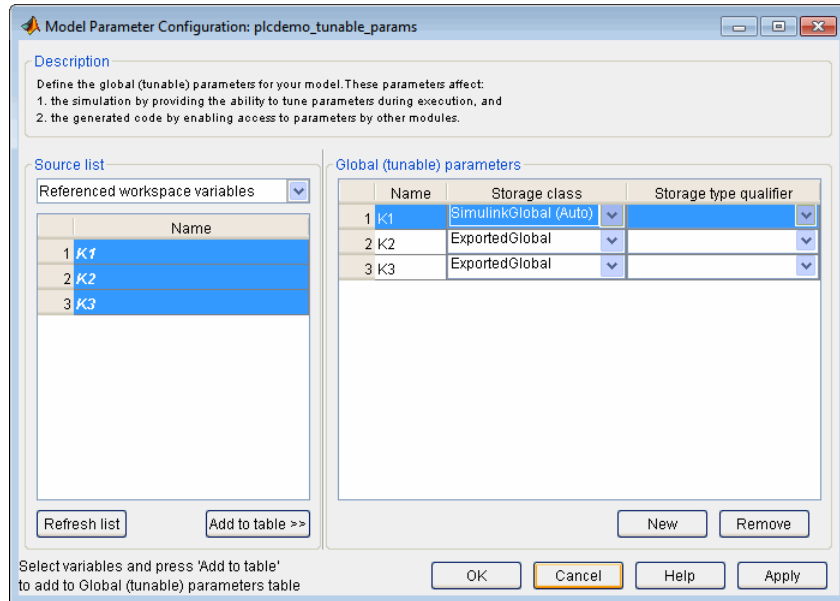 Model Parameter Configuration: plcdemo_tunable_params
Description
Define the global (tunable) parameters for your model.These parameters affect:
1. the simulation by providing the ability to tune parameters during execution, and
2. the generated code by enabling access to parameters by other modules.
Source list
Referenced workspace variables
Name
1 K1
2 K2
3 K3
Refresh list
Add to table >>
Global (tunable) parameters
Name Storage class Storage type qualifier
1 K1 SimulinkGlobal (Auto)
2 K2 ExportedGlobal
3 K3 ExportedGlobal
New
Remove
Select variables and press 'Add to table'
to add to Global (tunable) parameters table
OK
Cancel
Help
Apply